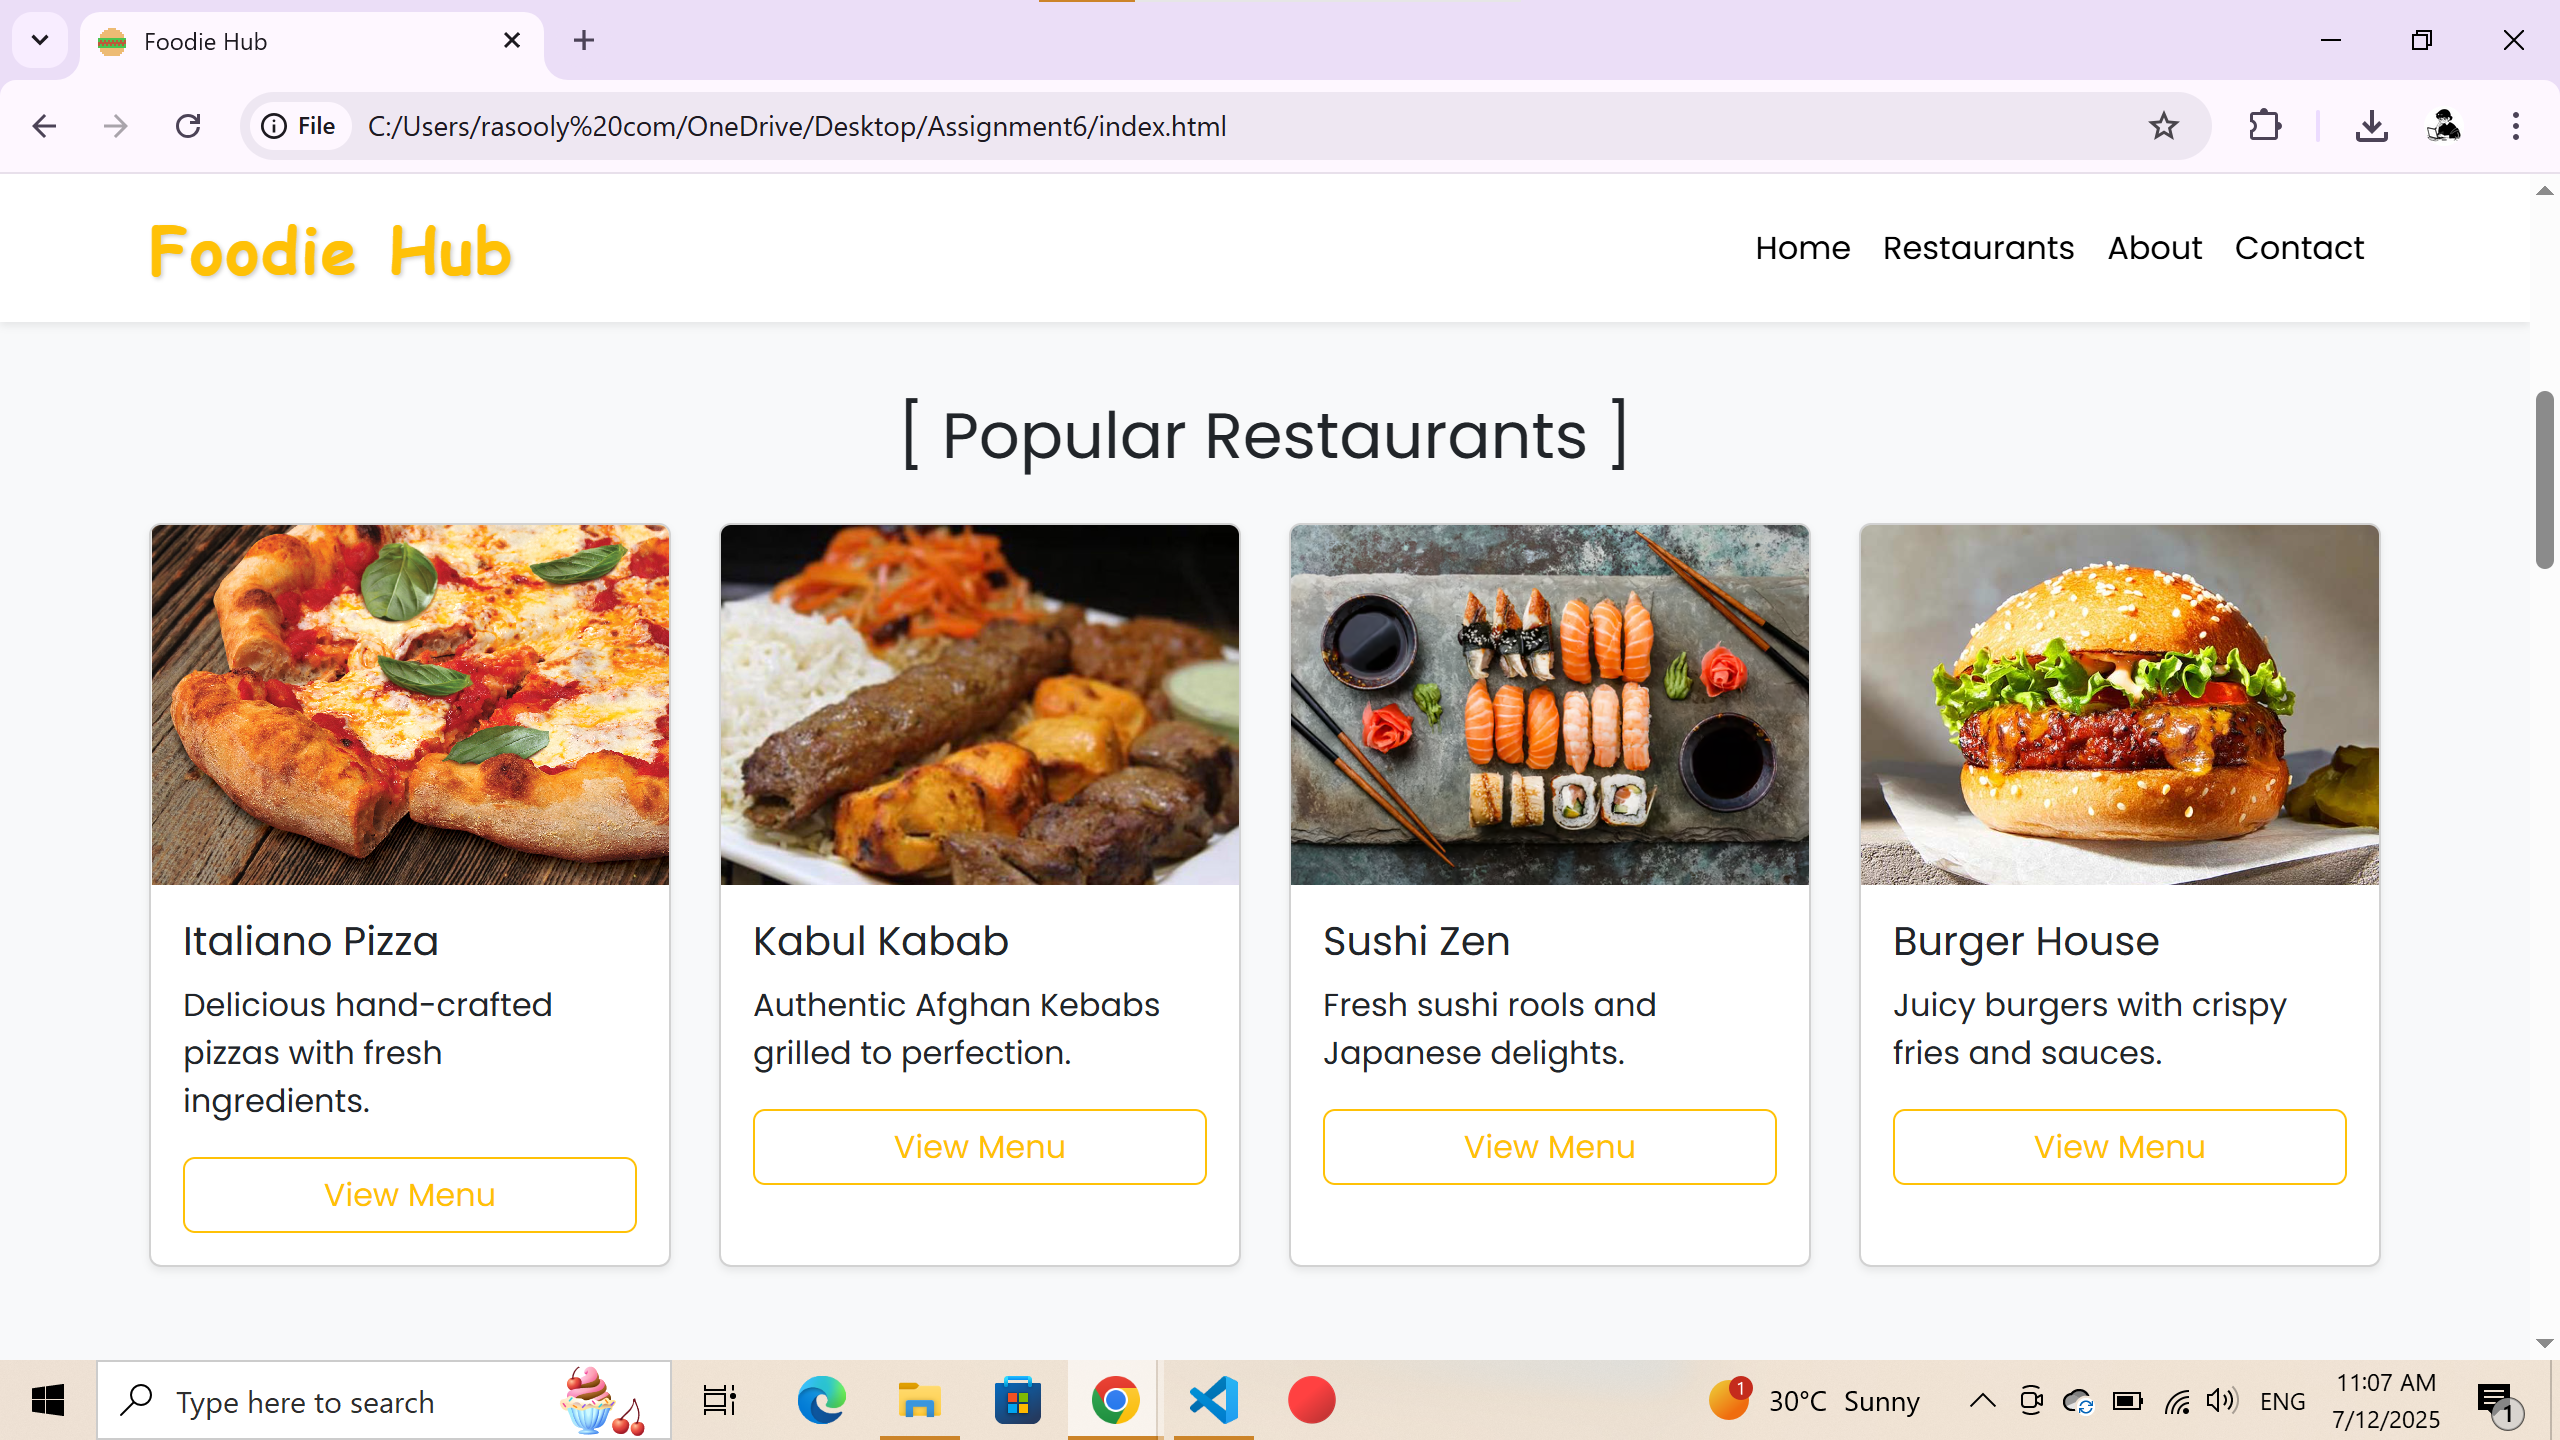 Foodie Hub
File
C:/Users/rasooly%20com/OneDrive/Desktop/Assignment6/index.html
Foodie Hub
Home Restaurants About Contact
[ Popular Restaurants ]
Italiano Pizza
Delicious hand-crafted
pizzas with fresh
ingredients.
View Menu
Kabul Kabab
Authentic Afghan Kebabs
grilled to perfection.
View Menu
Sushi Zen
Fresh sushi rools and
Japanese delights.
View Menu
Burger House
Juicy burgers with crispy
fries and sauces.
View Menu
Type here to search
1
30°C Sunny
ENG
11:07 AM
7/12/2025
1